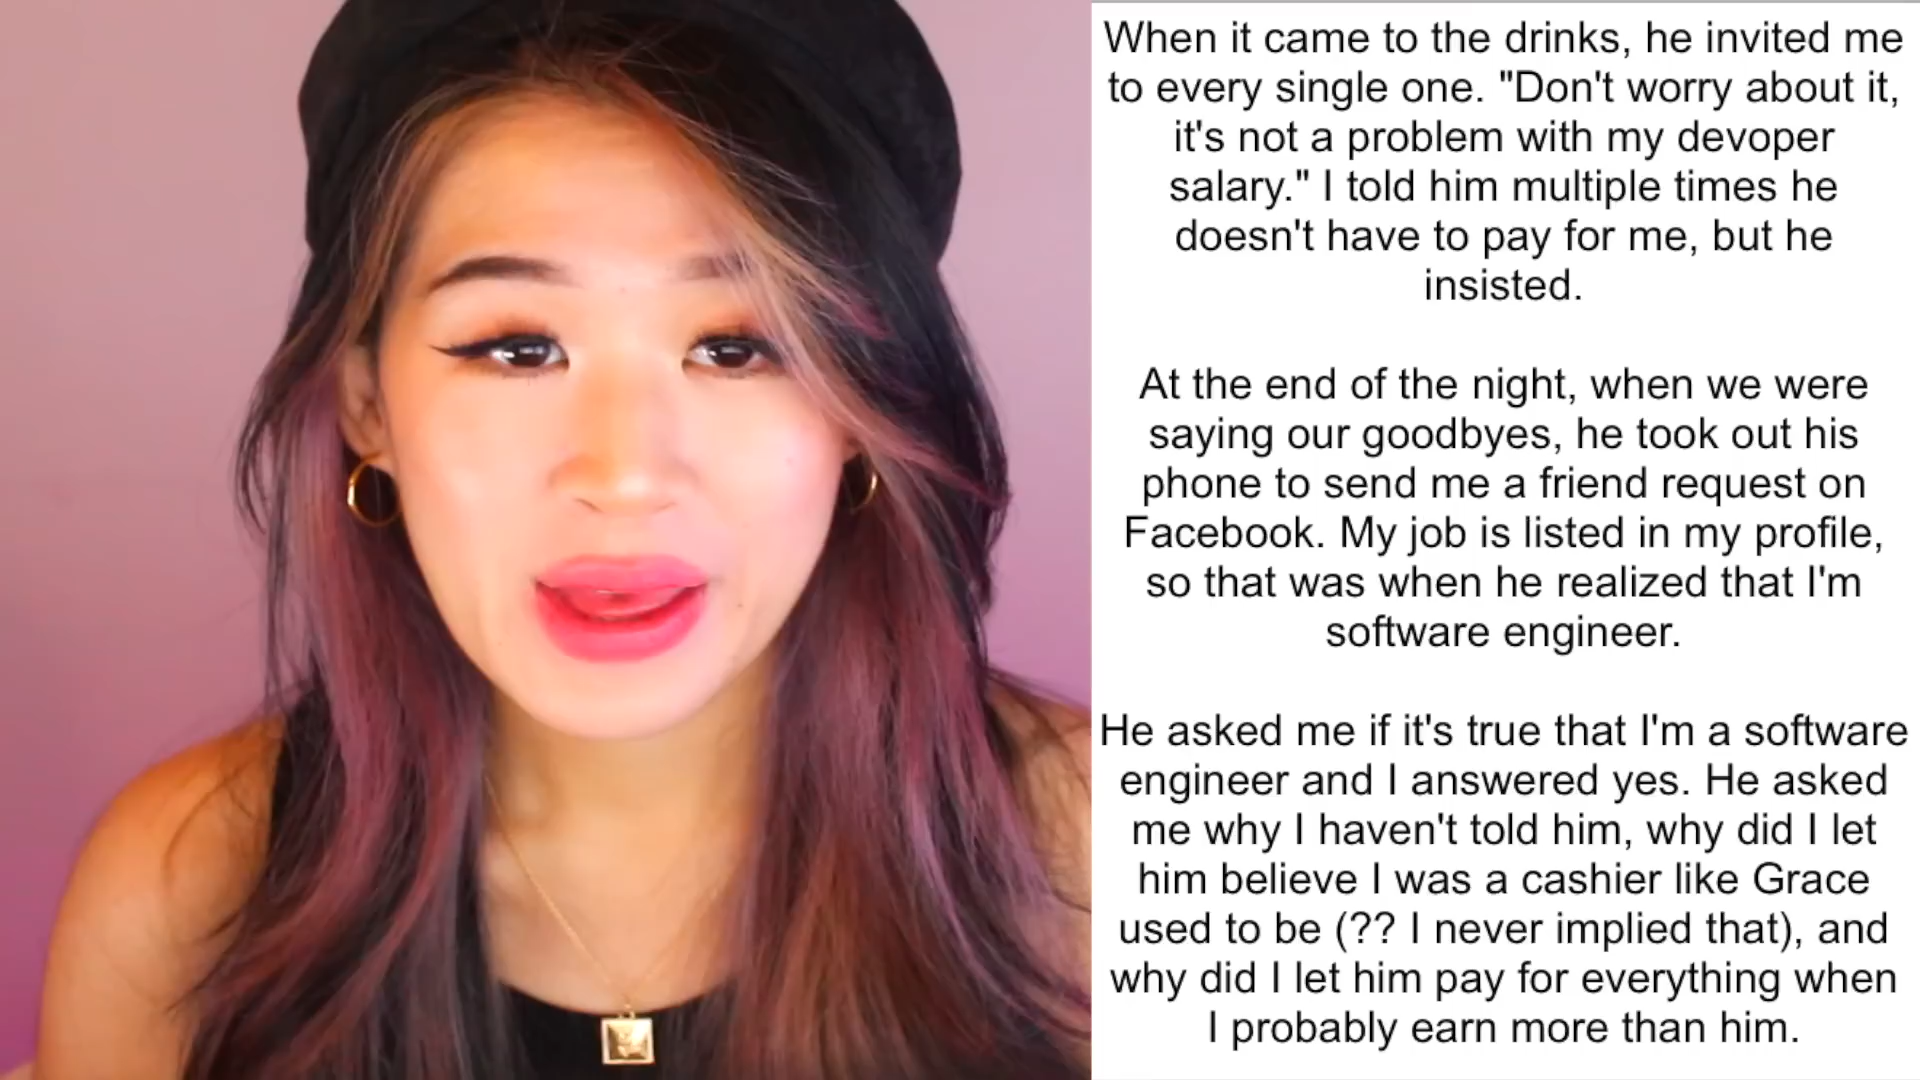 When it came to the drinks, he invited me
to every single one. "Don't worry about it,
it's not a problem with my devoper
salary." I told him multiple times he
doesn't have to pay for me, but he
insisted.
At the end of the night, when we were
saying our goodbyes, he took out his
phone to send me a friend request on
Facebook. My job is listed in my profile,
so that was when he realized that I'm
software engineer.
He asked me if it's true that I'm a software
engineer and I answered yes. He asked
me why I haven't told him, why did I let
him believe I was a cashier like Grace
used to be (?? I never implied that), and
why did I let him pay for everything when
I probably earn more than him.